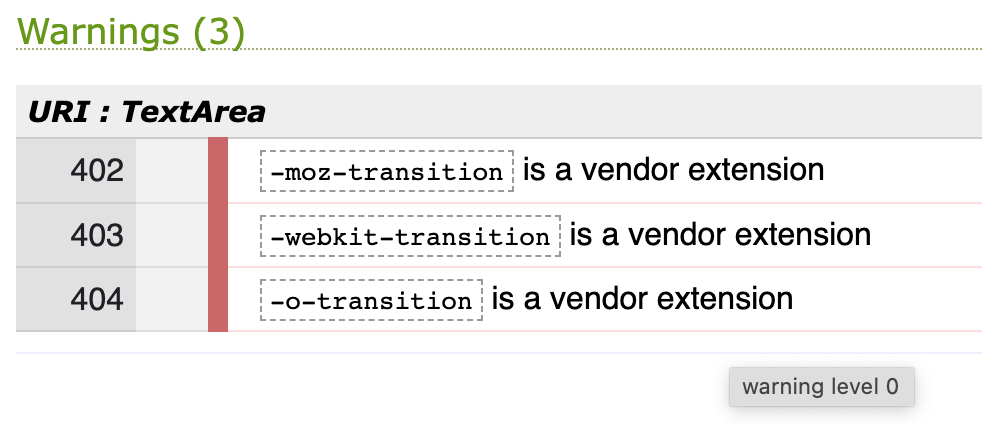 Warnings (3)
URI : TextArea
402 -moz-transition is a vendor extension
403 -webkit-transition is a vendor extension
404 -o-transition is a vendor extension
warning level 0